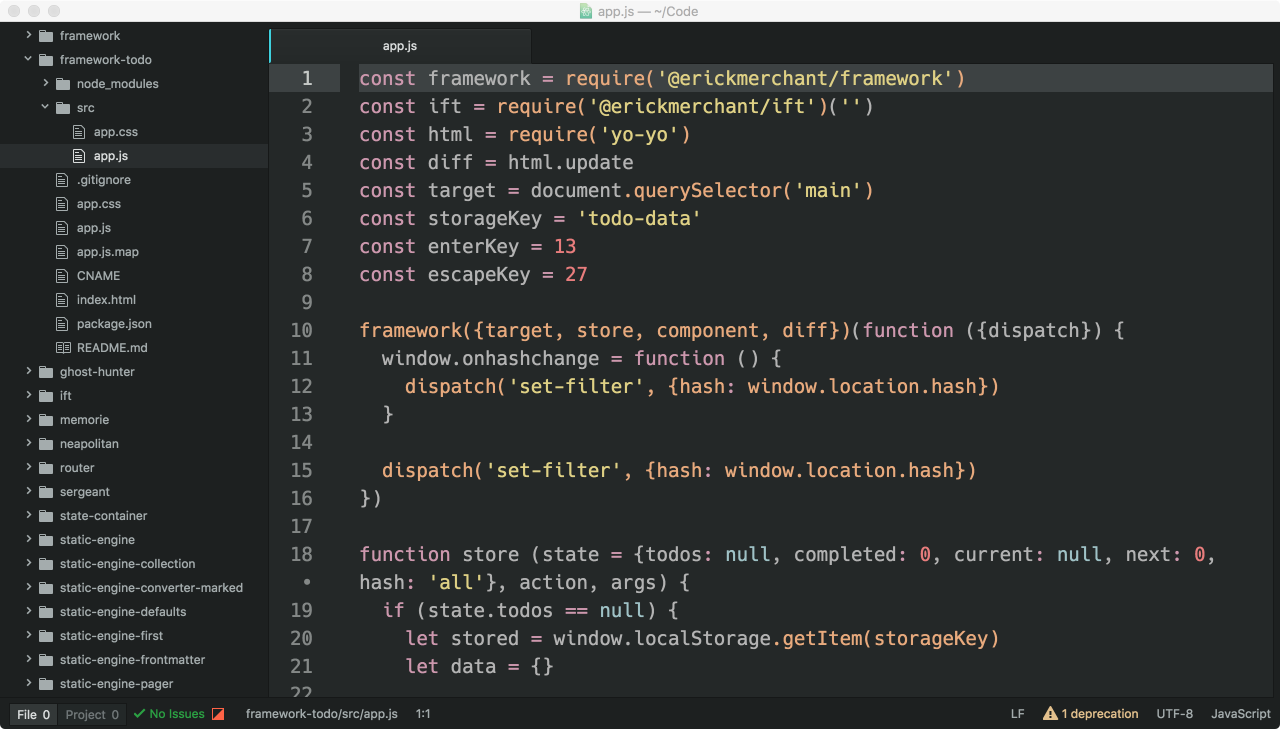 app.js — ~/Code
framework
framework-todo
node_modules
src
app.css
app.js
.gitignore
app.css
app.js
app.js.map
CNAME
index.html
package.json
README.md
ghost-hunter
ift
memorie
neapolitan
router
sergeant
state-container
static-engine
static-engine-collection
static-engine-converter-marked
static-engine-defaults
static-engine-first
static-engine-frontmatter
static-engine-pager
app.js
1 const framework = require('@erickmerchant/framework')
2 const ift = require('@erickmerchant/ift')('')
3 const html = require('yo-yo')
4 const diff = html.update
5 const target = document.querySelector('main')
6 const storageKey = 'todo-data'
7 const enterKey = 13
8 const escapeKey = 27
9
10 framework({target, store, component, diff})(function ({dispatch}) {
11   window.onhashchange = function () {
12     dispatch('set-filter', {hash: window.location.hash})
13   }
14
15   dispatch('set-filter', {hash: window.location.hash})
16 })
17
18 function store (state = {todos: null, completed: 0, current: null, next: 0,
• hash: 'all'}, action, args) {
19   if (state.todos == null) {
20     let stored = window.localStorage.getItem(storageKey)
21     let data = {}
22
File 0 Project 0 No Issues framework-todo/src/app.js 1:1 LF 1 deprecation UTF-8 JavaScript